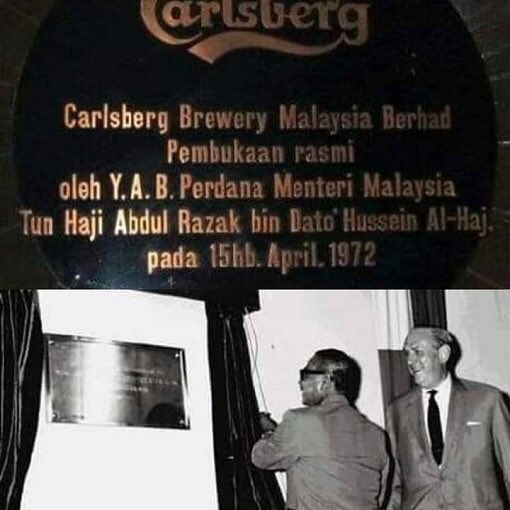 Carlsberg
Carlsberg Brewery Malaysia Berhad
Pembukaan rasmi
oleh Y.A.B. Perdana Menteri Malaysia
Tun Haji Abdul Razak bin Dato' Hussein Al-Haj.
pada 15hb. April. 1972